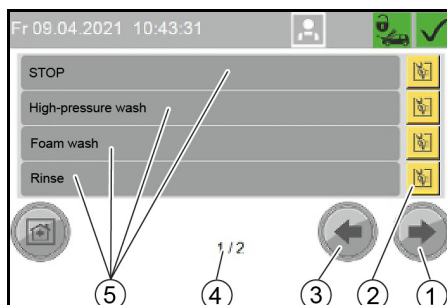 Fr 09.04.2021 10:43:31
STOP
High-pressure wash
Foam wash
Rinse
1 / 2
5 4 3 2 1